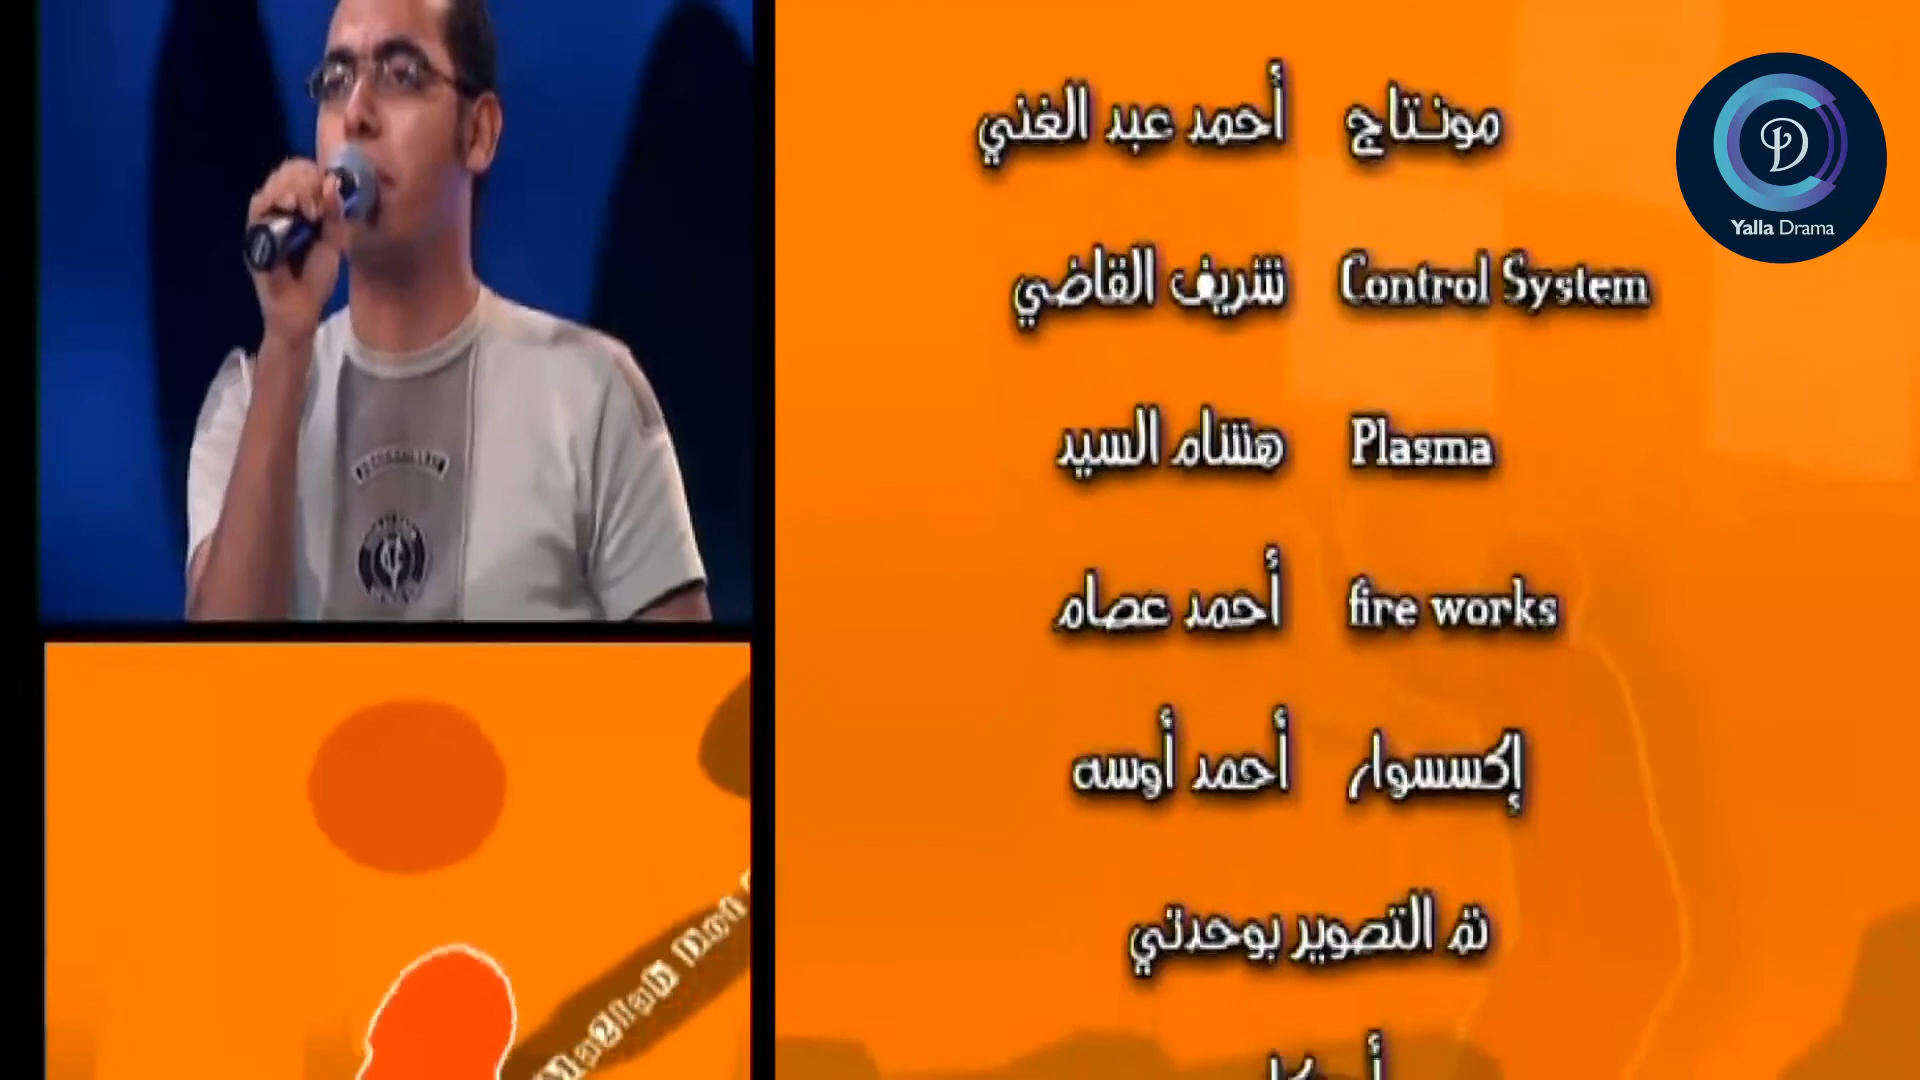 مونتاج أحمد عبد الغني
Control System شريف القاضي
Plasma هشام السيد
fire works أحمد عصام
إكسسوار أحمد أوسه
تم التصوير بوحدتي
Yalla Drama